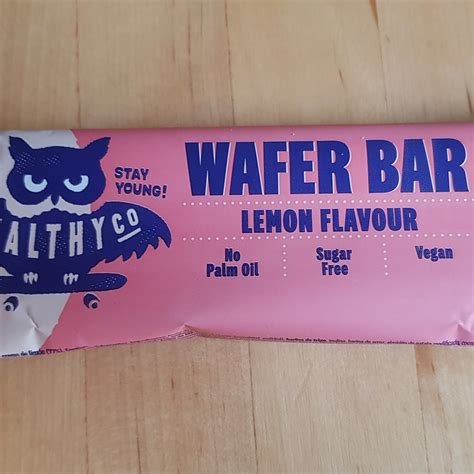 STAY
YOUNG!
WAFER BAR
ALTHY CO
LEMON FLAVOUR
No
Palm Oil
Sugar
Free
Vegan